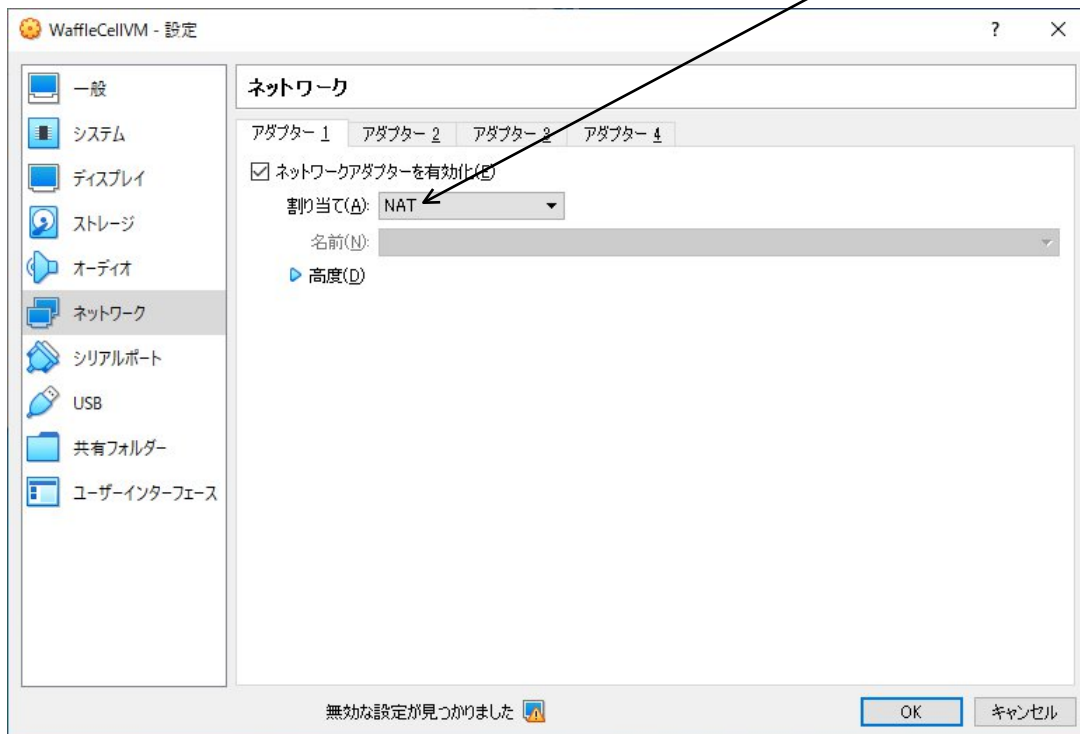 WaffleCellVM - 設定
?
一般
システム
ディスプレイ
ストレージ
オーディオ
ネットワーク
シリアルポート
USB
共有フォルダー
ユーザーインターフェース
ネットワーク
アダプター 1 アダプター 2 アダプター 3 アダプター 4
ネットワークアダプターを有効化(E)
割り当て(A): NAT
名前(N):
高度(D)
無効な設定が見つかりました
OK キャンセル